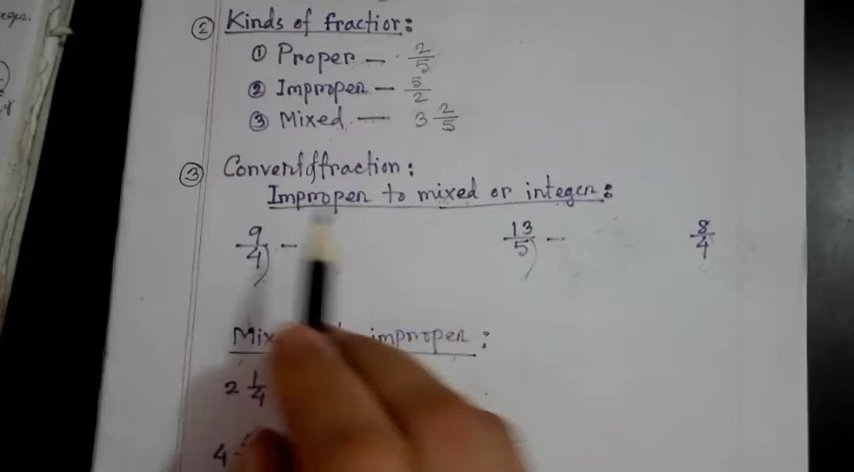 ② Kinds of fraction:
① Proper — 2/5
② Improper — 5/2
③ Mixed — 3 2/5
③ Convert fraction:
Improper to mixed or integer:
9/4 - 13/5 - 8/4
improper:
2 1/4
4